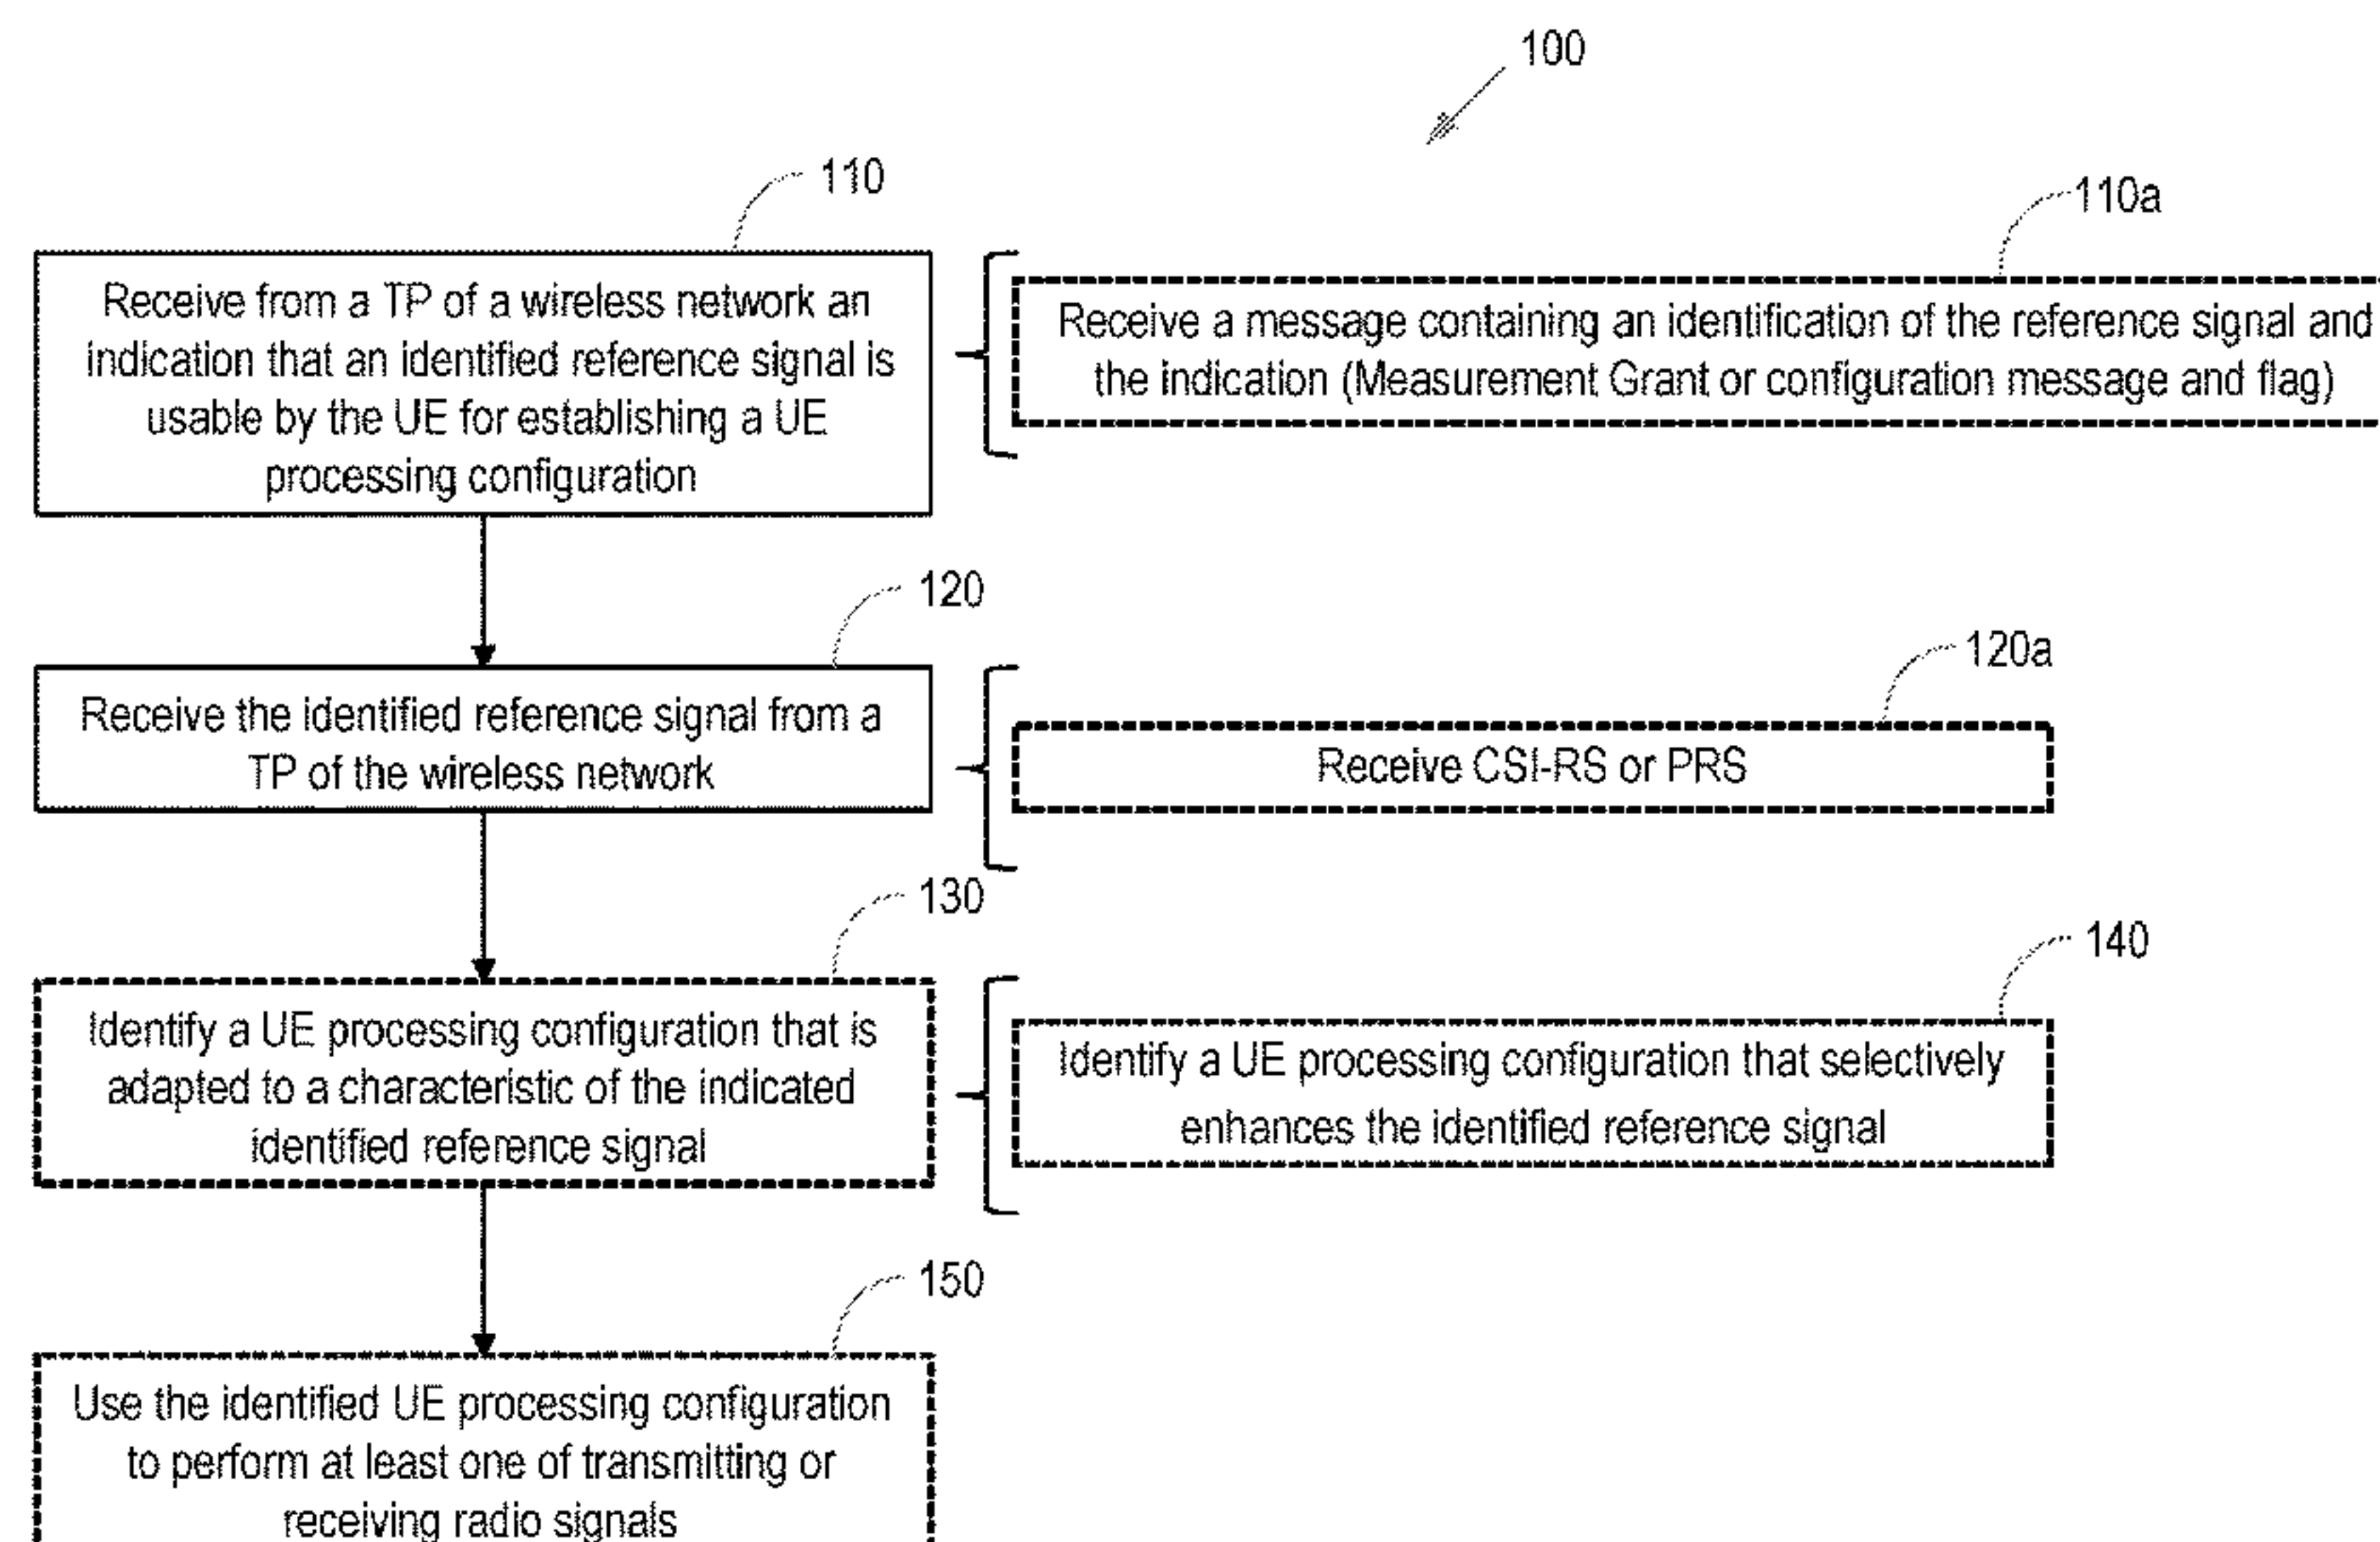 100
110
110a
Receive from a TP of a wireless network an
indication that an identified reference signal is
usable by the UE for establishing a UE
processing configuration
Receive a message containing an identification of the reference signal and
the indication (Measurement Grant or configuration message and flag)
120
120a
Receive the identified reference signal from a
TP of the wireless network
Receive CSI-RS or PRS
130
140
Identify a UE processing configuration that is
adapted to a characteristic of the indicated
identified reference signal
Identify a UE processing configuration that selectively
enhances the identified reference signal
150
Use the identified UE processing configuration
to perform at least one of transmitting or
receiving radio signals